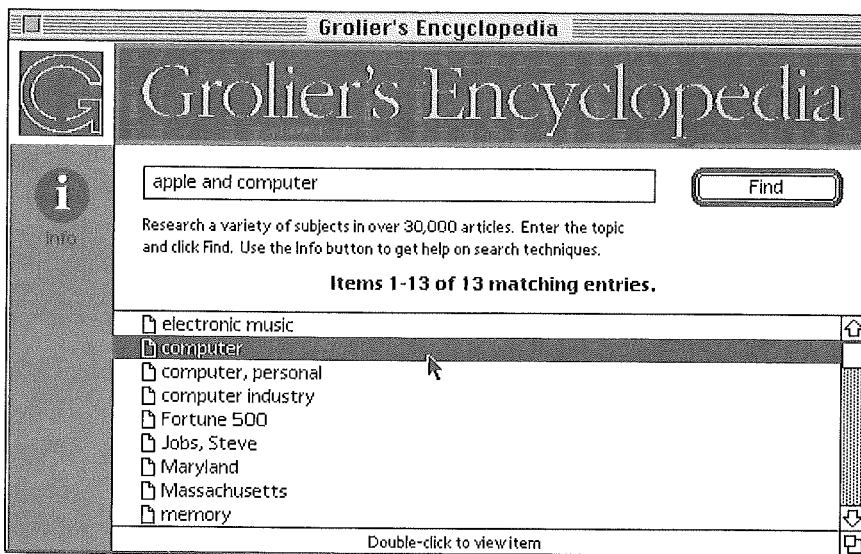 Grolier's Encyclopedia
Grolier's Encyclopedia
apple and computer
Find
i
Info
Research a variety of subjects in over 30,000 articles. Enter the topic
and click Find. Use the Info button to get help on search techniques.
Items 1-13 of 13 matching entries.
electronic music
computer
computer, personal
computer industry
Fortune 500
Jobs, Steve
Maryland
Massachusetts
memory
Double-click to view item